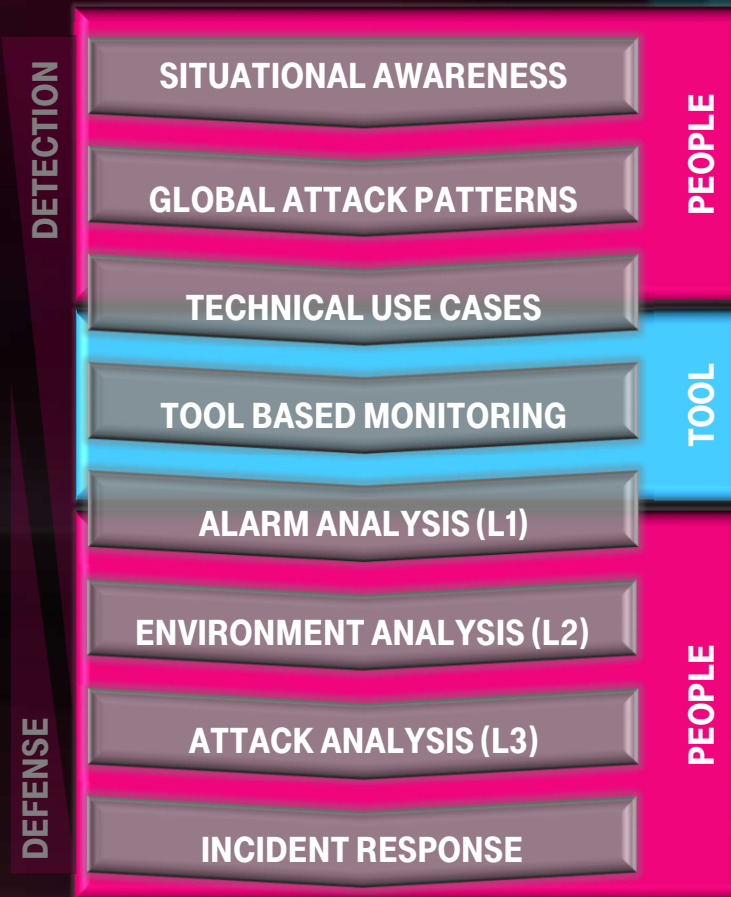 DETECTION
SITUATIONAL AWARENESS
GLOBAL ATTACK PATTERNS
PEOPLE
TECHNICAL USE CASES
TOOL BASED MONITORING
TOOL
ALARM ANALYSIS (L1)
ENVIRONMENT ANALYSIS (L2)
ATTACK ANALYSIS (L3)
PEOPLE
DEFENSE
INCIDENT RESPONSE